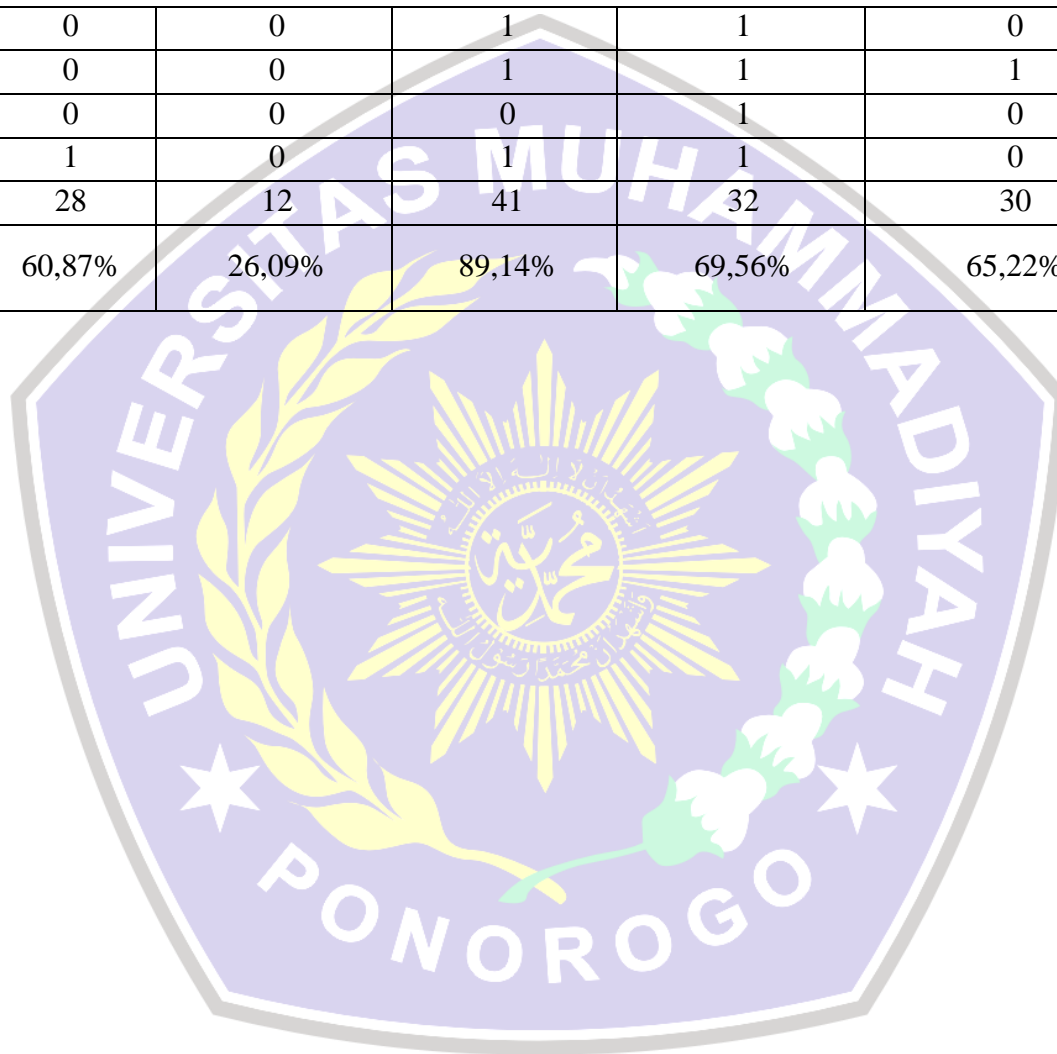 0 0 1 1 0
0 0 1 1 1
0 0 0 1 0
1 0 1 1 0
28 12 41 32 30
60,87% 26,09% 89,14% 69,56% 65,22%
UNIVERSITAS MUHAMMADIYAH
محمدية
PONOROGO